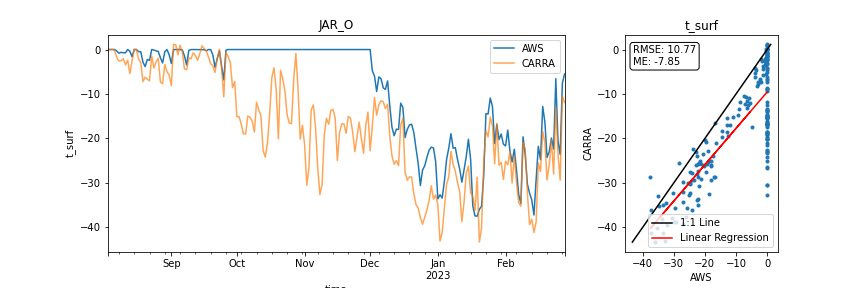 JAR_O
t_surf
0
−10
−20
−30
−40
AWS
CARRA
Sep
Oct
Nov
Dec
Jan
2023
Feb
time
t_surf
CARRA
0
−10
−20
−30
−40
RMSE: 10.77
ME: -7.85
1:1 Line
Linear Regression
−40
−30
−20
−10
0
AWS